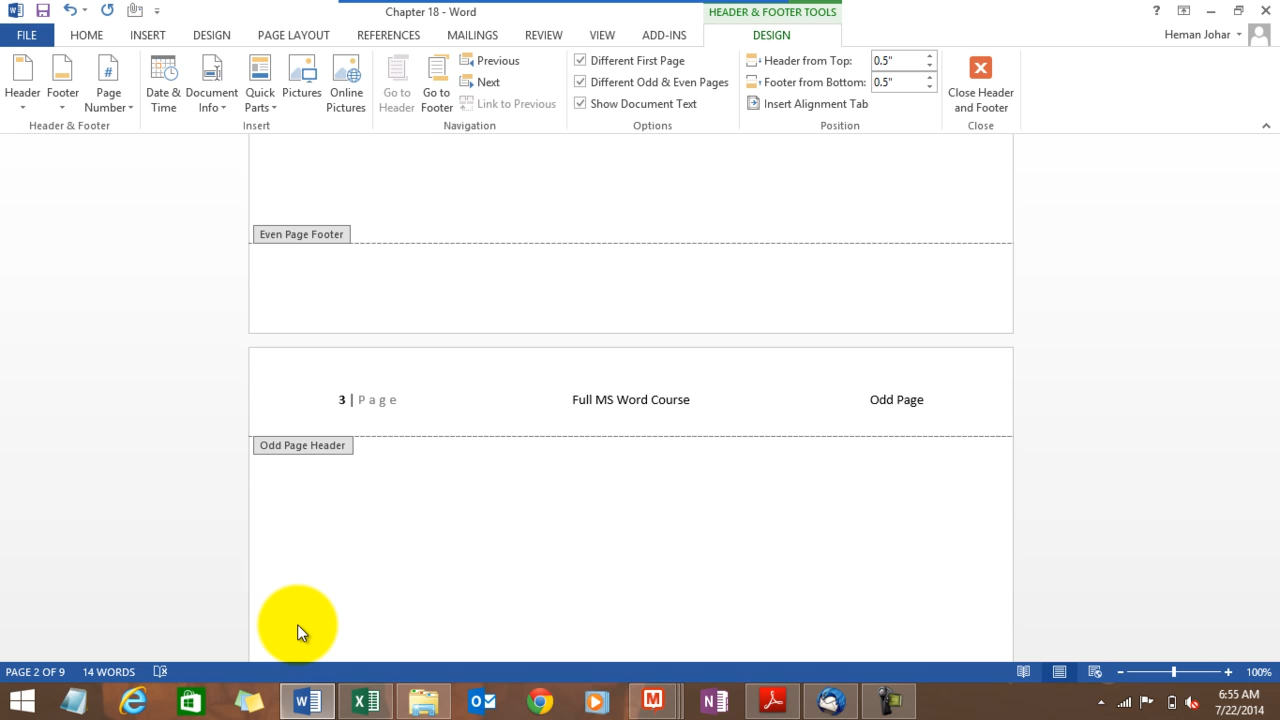 Chapter 18 - Word
HEADER & FOOTER TOOLS
?
FILE
HOME
INSERT
DESIGN
PAGE LAYOUT
REFERENCES
MAILINGS
REVIEW
VIEW
ADD-INS
DESIGN
Heman Johar
Header
Footer
Page Number
Date & Time
Document Info
Quick Parts
Pictures
Online Pictures
Go to Header
Go to Footer
Previous
Next
Link to Previous
Different First Page
Different Odd & Even Pages
Show Document Text
Header from Top: 0.5"
Footer from Bottom: 0.5"
Insert Alignment Tab
Close Header and Footer
Header & Footer
Insert
Navigation
Options
Position
Close
Even Page Footer
3 | Page Full MS Word Course Odd Page
Odd Page Header
PAGE 2 OF 9 14 WORDS 100%
6:55 AM
7/22/2014